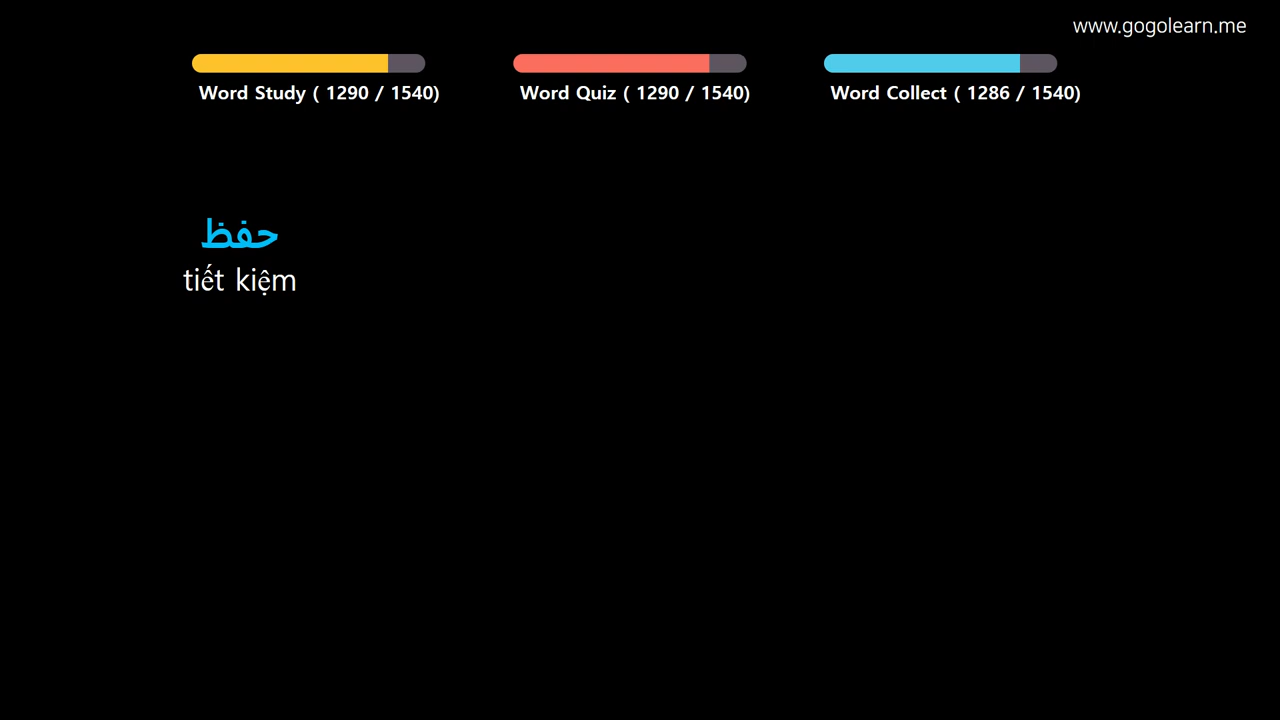 www.gogolearn.me
Word Study ( 1290 / 1540)
Word Quiz ( 1290 / 1540)
Word Collect ( 1286 / 1540)
حفظ
tiết kiệm